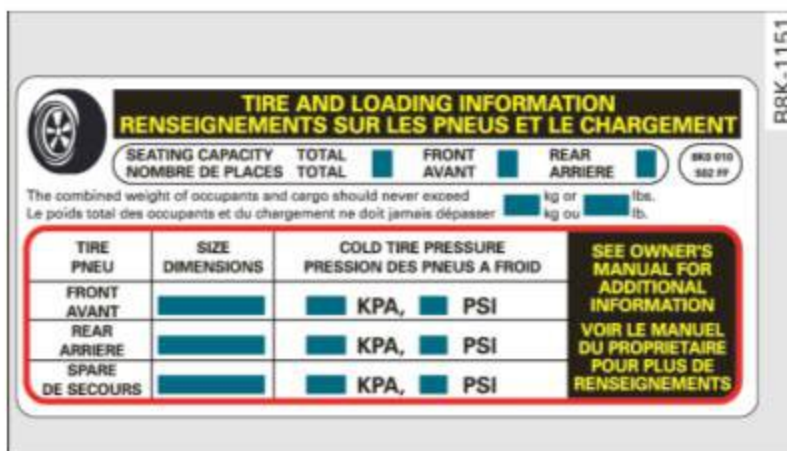 B8K-1151
TIRE AND LOADING INFORMATION
RENSEIGNEMENTS SUR LES PNEUS ET LE CHARGEMENT
SEATING CAPACITY TOTAL FRONT REAR
NOMBRE DE PLACES TOTAL AVANT ARRIERE
8K0 010
S02 FF
The combined weight of occupants and cargo should never exceed kg or lbs.
Le poids total des occupants et du chargement ne doit jamais dépasser kg ou lb.
TIRE SIZE COLD TIRE PRESSURE
PNEU DIMENSIONS PRESSION DES PNEUS A FROID
FRONT
AVANT
KPA, PSI
REAR
ARRIERE
KPA, PSI
SPARE
DE SECOURS
KPA, PSI
SEE OWNER'S
MANUAL FOR
ADDITIONAL
INFORMATION
VOIR LE MANUEL
DU PROPRIETAIRE
POUR PLUS DE
RENSEIGNEMENTS